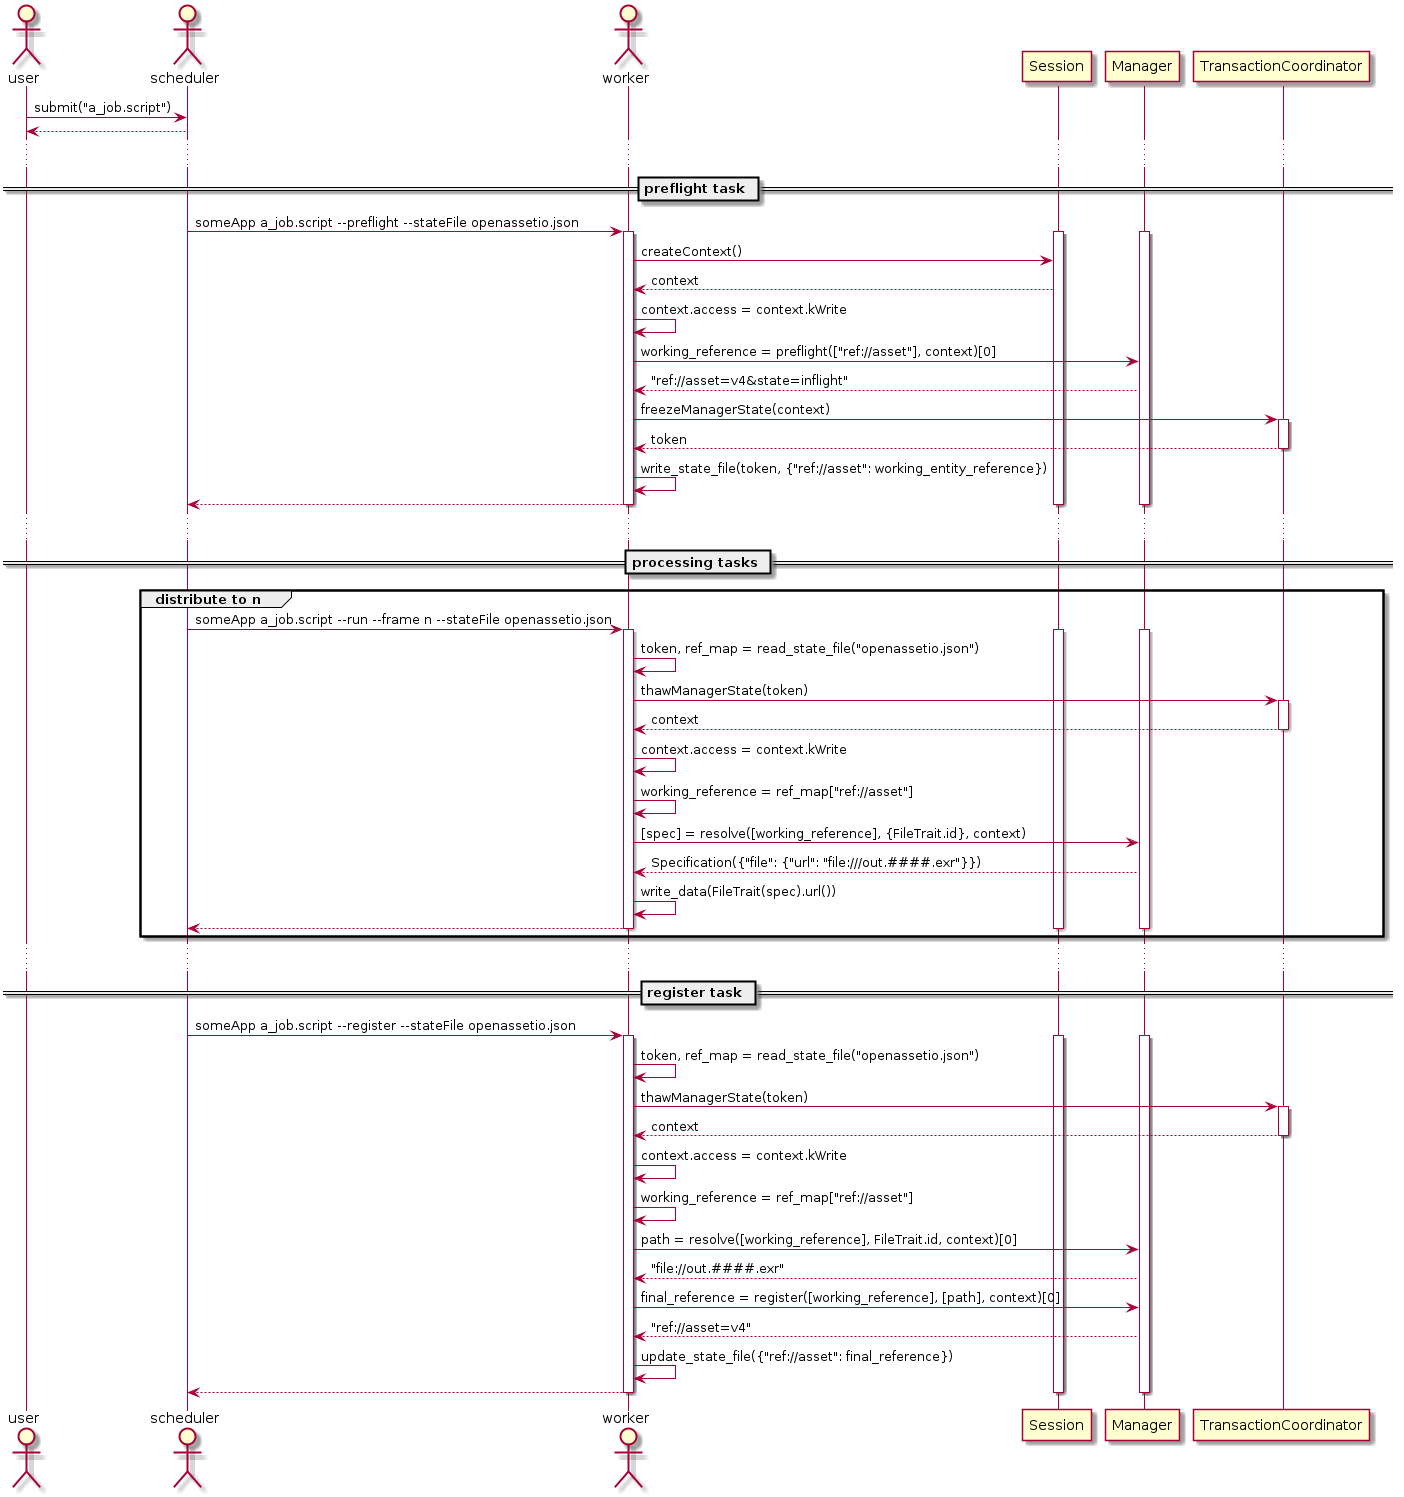 user
scheduler
worker
Session
Manager
TransactionCoordinator
submit("a_job.script")
preflight task
someApp a_job.script --preflight --stateFile openassetio.json
createContext()
context
context.access = context.kWrite
working_reference = preflight(["ref://asset"], context)[0]
"ref://asset=v4&state=inflight"
freezeManagerState(context)
token
write_state_file(token, {"ref://asset": working_entity_reference})
processing tasks
distribute to n
someApp a_job.script --run --frame n --stateFile openassetio.json
token, ref_map = read_state_file("openassetio.json")
thawManagerState(token)
context
context.access = context.kWrite
working_reference = ref_map["ref://asset"]
[spec] = resolve([working_reference], {FileTrait.id}, context)
Specification({"file": {"url": "file:///out.####.exr"}})
write_data(FileTrait(spec).url())
register task
someApp a_job.script --register --stateFile openassetio.json
token, ref_map = read_state_file("openassetio.json")
thawManagerState(token)
context
context.access = context.kWrite
working_reference = ref_map["ref://asset"]
path = resolve([working_reference], FileTrait.id, context)[0]
"file://out.####.exr"
final_reference = register([working_reference], [path], context)[0]
"ref://asset=v4"
update_state_file({"ref://asset": final_reference})
user
scheduler
worker
Session
Manager
TransactionCoordinator